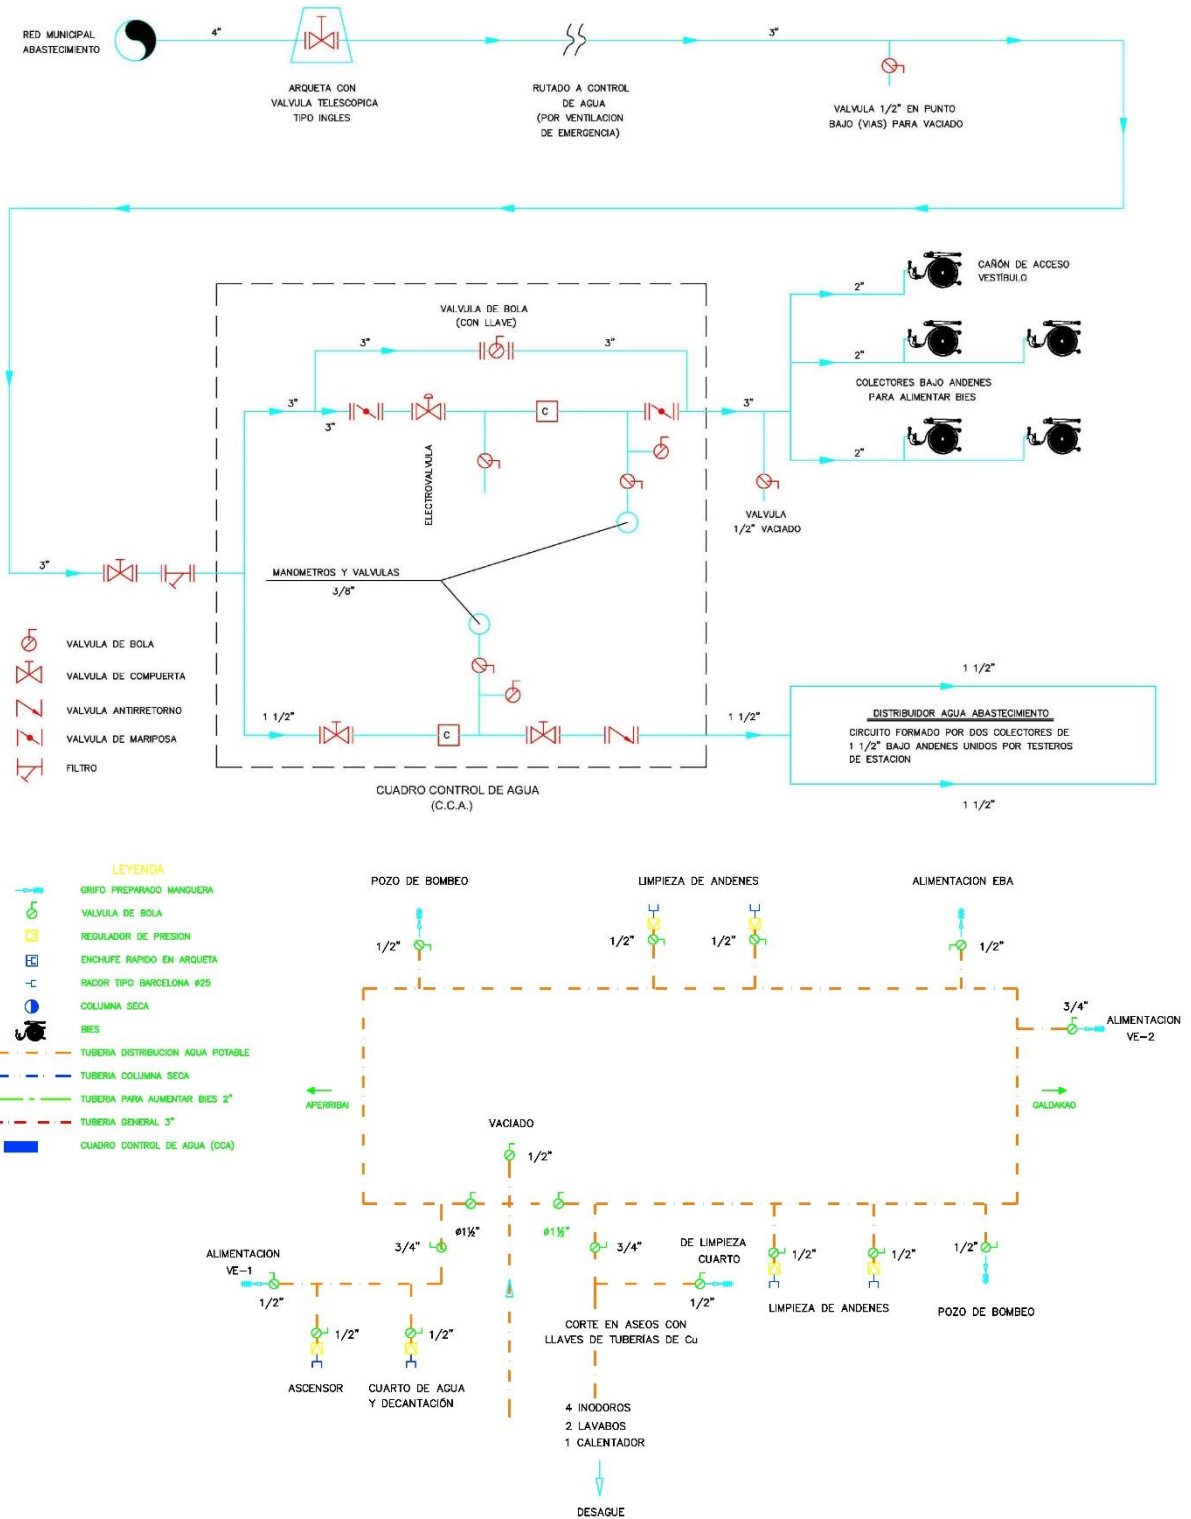 RED MUNICIPAL
ABASTECIMIENTO
4"
3"
ARQUETA CON
VALVULA TELESCOPICA
TIPO INGLES
RUTADO A CONTROL
DE AGUA
(POR VENTILACION
DE EMERGENCIA)
VALVULA 1/2" EN PUNTO
BAJO (VIAS) PARA VACIADO
CAÑÓN DE ACCESO
VESTÍBULO
2"
VALVULA DE BOLA
(CON LLAVE)
3"
3"
2"
COLECTORES BAJO ANDENES
PARA ALIMENTAR BIES
3"
3"
C
3"
2"
ELECTROVALVULA
VALVULA
1/2" VACIADO
3"
MANOMETROS Y VALVULAS
3/8"
VALVULA DE BOLA
VALVULA DE COMPUERTA
VALVULA ANTIRRETORNO
VALVULA DE MARIPOSA
FILTRO
1 1/2"
C
1 1/2"
1 1/2"
DISTRIBUIDOR AGUA ABASTECIMIENTO
CIRCUITO FORMADO POR DOS COLECTORES DE
1 1/2" BAJO ANDENES UNIDOS POR TESTEROS
DE ESTACION
1 1/2"
CUADRO CONTROL DE AGUA
(C.C.A.)
LEYENDA
GRIFO PREPARADO MANGUERA
VALVULA DE BOLA
REGULADOR DE PRESION
ENCHUFE RAPIDO EN ARQUETA
RACOR TIPO BARCELONA ø25
COLUMNA SECA
BIES
TUBERIA DISTRIBUCION AGUA POTABLE
TUBERIA COLUMNA SECA
TUBERIA PARA AUMENTAR BIES 2"
TUBERIA GENERAL 3"
CUADRO CONTROL DE AGUA (CCA)
POZO DE BOMBEO
LIMPIEZA DE ANDENES
ALIMENTACION EBA
1/2"
1/2"
1/2"
1/2"
3/4"
ALIMENTACION
VE-2
APERRIBAI
GALDAKAO
VACIADO
1/2"
ø1½"
ø1½"
3/4"
3/4"
ALIMENTACION
VE-1
1/2"
DE LIMPIEZA
CUARTO
1/2"
1/2"
1/2"
1/2"
LIMPIEZA DE ANDENES
POZO DE BOMBEO
1/2"
1/2"
CORTE EN ASEOS CON
LLAVES DE TUBERÍAS DE Cu
ASCENSOR
CUARTO DE AGUA
Y DECANTACIÓN
4 INODOROS
2 LAVABOS
1 CALENTADOR
DESAGUE